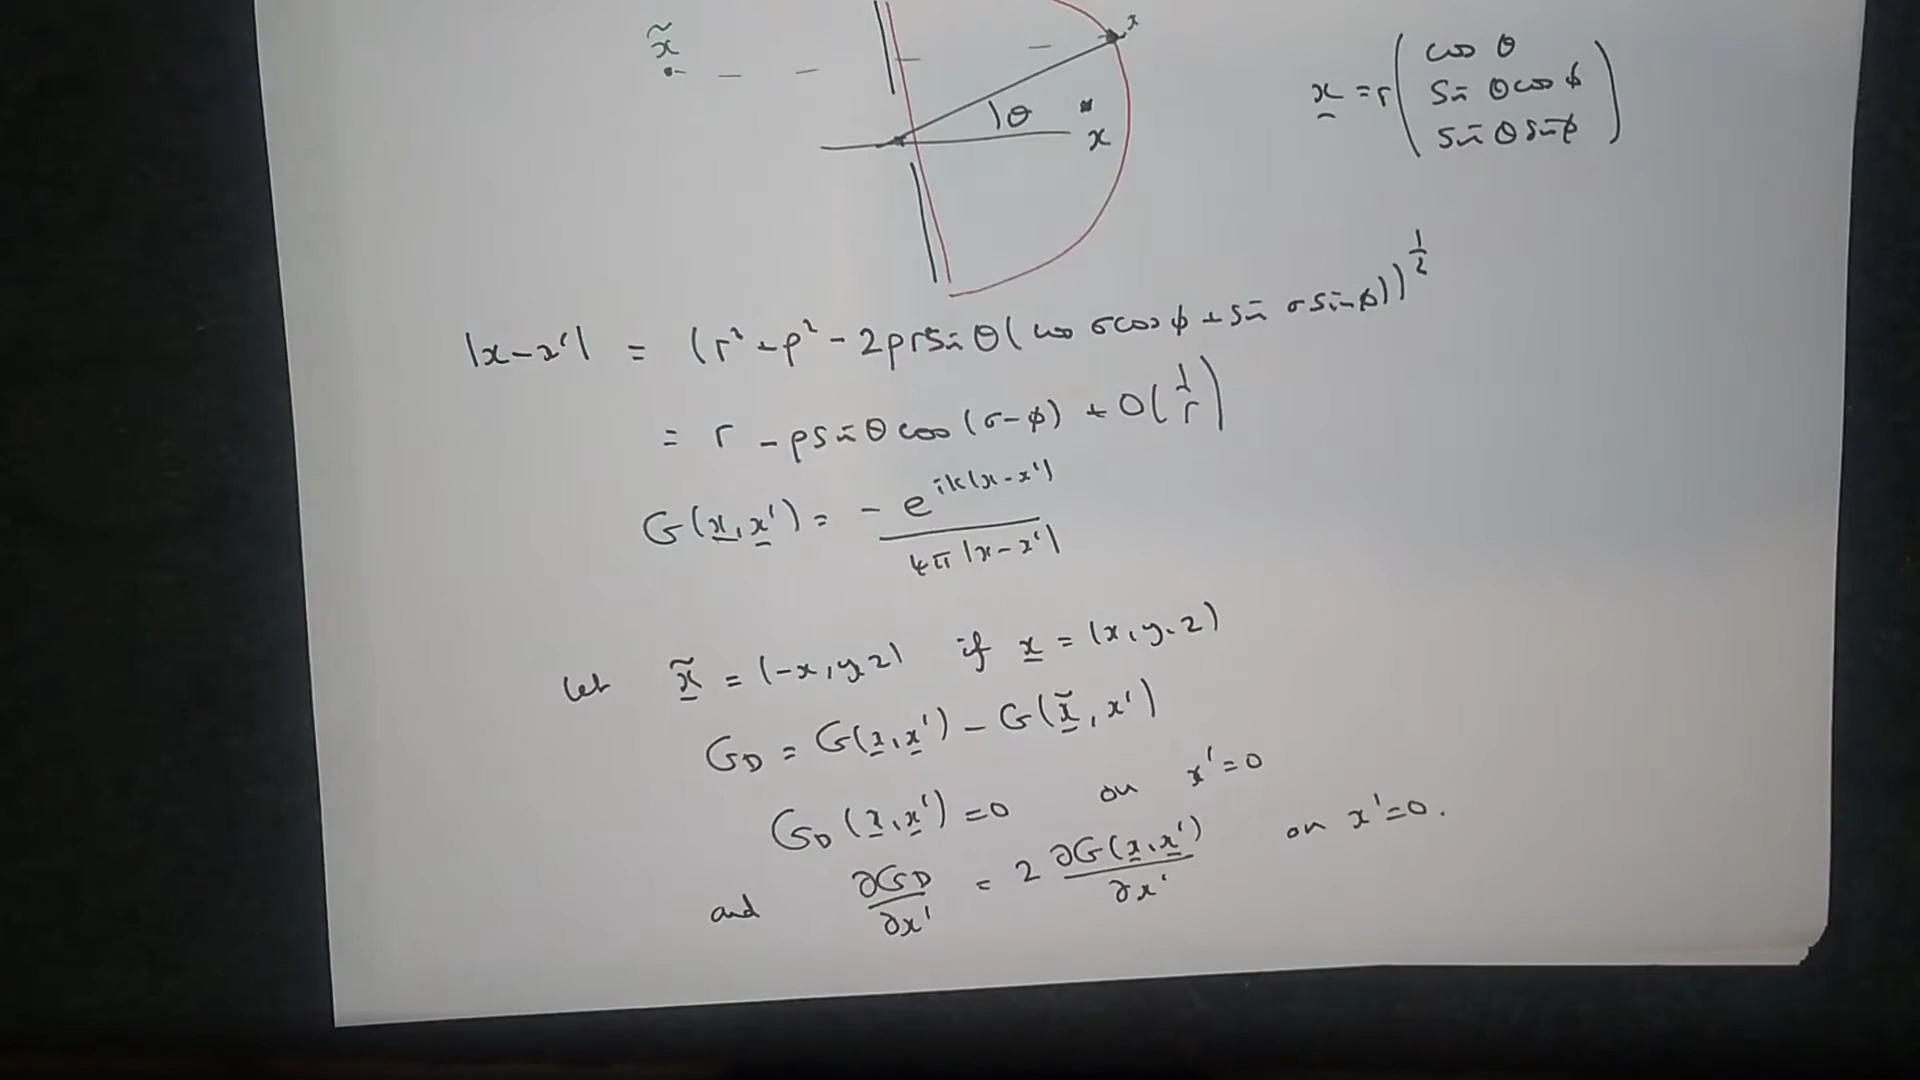 x̃
x
θ
x
x = r ( cos θ
sin θ cos ϕ
sin θ sin ϕ )
|x-x'| = (r² + ρ² - 2ρr sin θ ( cos σ cos ϕ + sin σ sin ϕ))^{1/2}
= r - ρ sin θ cos (σ-ϕ) + O(1/r)
G(x, x') = - e^{ik|x-x'|} / 4π |x-x'|
let x̃ = (-x, y, z) if x = (x, y, z)
G_D = G(x, x') - G(x̃, x')
G_D (x, x') = 0 on x' = 0
and ∂G_D/∂x' = 2 ∂G(x, x')/∂x' on x' = 0.